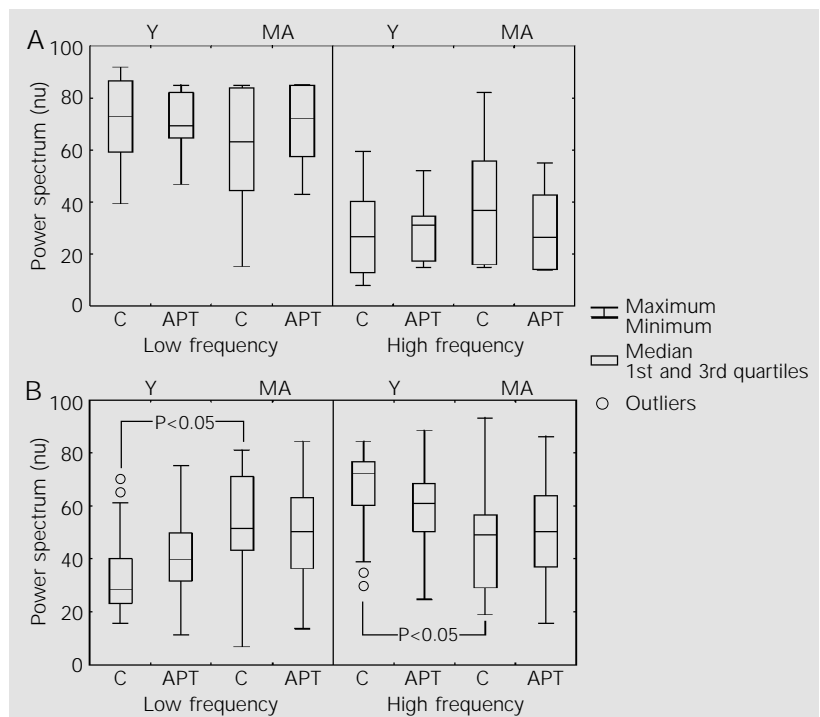 A
Y MA Y MA
Power spectrum (nu)
100
80
60
40
20
0
C APT C APT C APT C APT
Low frequency High frequency
Maximum
Minimum
Median
1st and 3rd quartiles
Outliers
B
Y MA Y MA
Power spectrum (nu)
100
80
60
40
20
0
P<0.05
P<0.05
C APT C APT C APT C APT
Low frequency High frequency